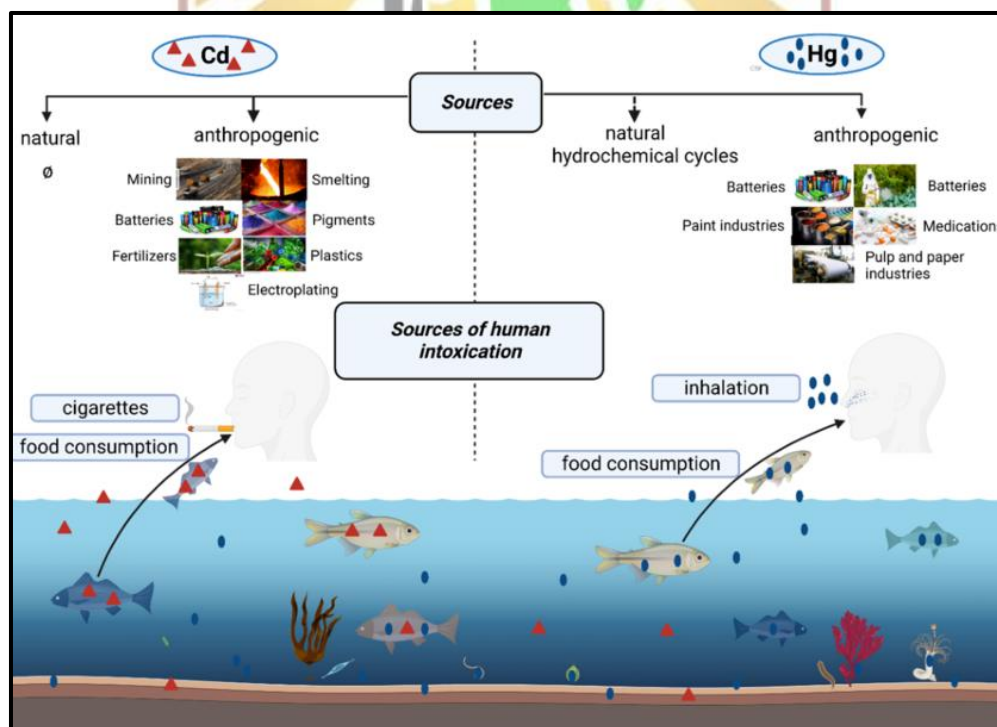 Cd
Hg
Sources
natural
ø
anthropogenic
Mining
Smelting
Batteries
Pigments
Fertilizers
Plastics
Electroplating
natural
hydrochemical cycles
anthropogenic
Batteries
Batteries
Paint industries
Medication
Pulp and paper
industries
Sources of human
intoxication
cigarettes
food consumption
inhalation
food consumption